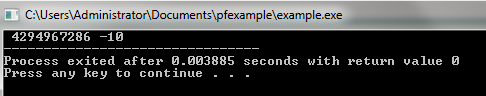 C:\Users\Administrator\Documents\pfexample\example.exe
4294967286 -10
--------------------------------
Process exited after 0.003885 seconds with return value 0
Press any key to continue . . .